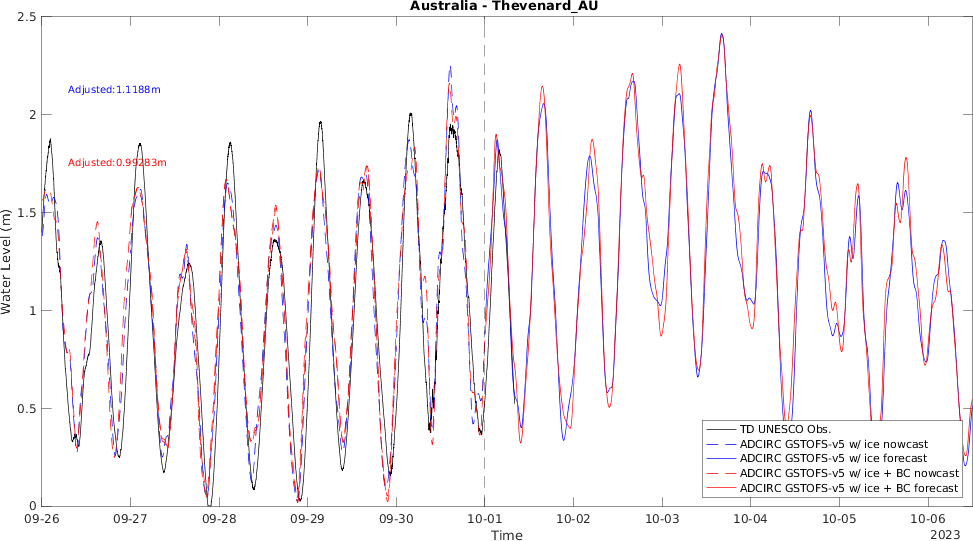 Australia - Thevenard_AU
2.5
2
1.5
1
0.5
0
Water Level (m)
Adjusted:1.1188m
Adjusted:0.99283m
TD UNESCO Obs.
ADCIRC GSTOFS-v5 w/ ice nowcast
ADCIRC GSTOFS-v5 w/ ice forecast
ADCIRC GSTOFS-v5 w/ ice + BC nowcast
ADCIRC GSTOFS-v5 w/ ice + BC forecast
09-26 09-27 09-28 09-29 09-30 10-01 10-02 10-03 10-04 10-05 10-06
Time
2023